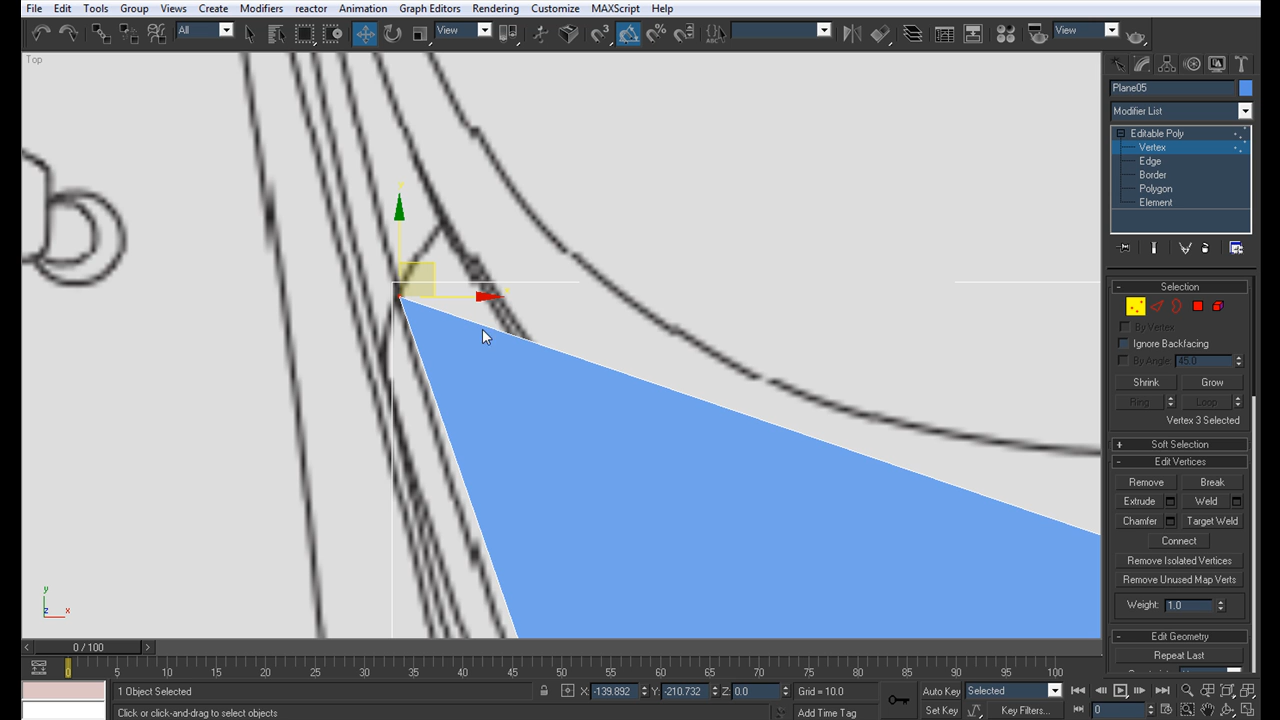 File Edit Tools Group Views Create Modifiers reactor Animation Graph Editors Rendering Customize MAXScript Help
All View View
Top
Plane05
Modifier List
Editable Poly
Vertex
Edge
Border
Polygon
Element
Selection
By Vertex
Ignore Backfacing
By Angle: 45.0
Shrink Grow
Ring Loop
Vertex 3 Selected
Soft Selection
Edit Vertices
Remove Break
Extrude Weld
Chamfer Target Weld
Connect
Remove Isolated Vertices
Remove Unused Map Verts
Weight: 1.0
Edit Geometry
Repeat Last
y
z x
0 / 100
0 5 10 15 20 25 30 35 40 45 50 55 60 65 70 75 80 85 90 95 100
1 Object Selected X: -139.892 Y: -210.732 Z: 0.0 Grid = 10.0 Auto Key Selected
Click or click-and-drag to select objects Add Time Tag Set Key Key Filters... 0